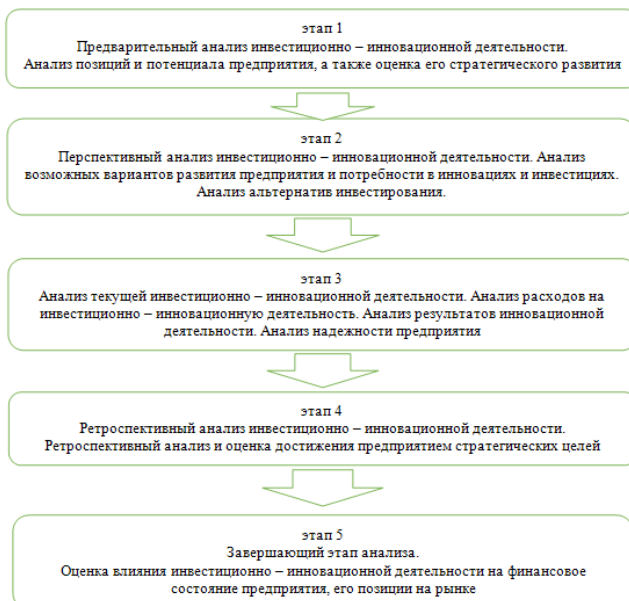 этап 1
Предварительный анализ инвестиционно – инновационной деятельности.
Анализ позиций и потенциала предприятия, а также оценка его стратегического развития
этап 2
Перспективный анализ инвестиционно – инновационной деятельности. Анализ
возможных вариантов развития предприятия и потребности в инновациях и инвестициях.
Анализ альтернатив инвестирования.
этап 3
Анализ текущей инвестиционно – инновационной деятельности. Анализ расходов на
инвестиционно – инновационную деятельность. Анализ результатов инновационной
деятельности. Анализ надежности предприятия
этап 4
Ретроспективный анализ инвестиционно – инновационной деятельности.
Ретроспективный анализ и оценка достижения предприятием стратегических целей
этап 5
Завершающий этап анализа.
Оценка влияния инвестиционно – инновационной деятельности на финансовое
состояние предприятия, его позиции на рынке